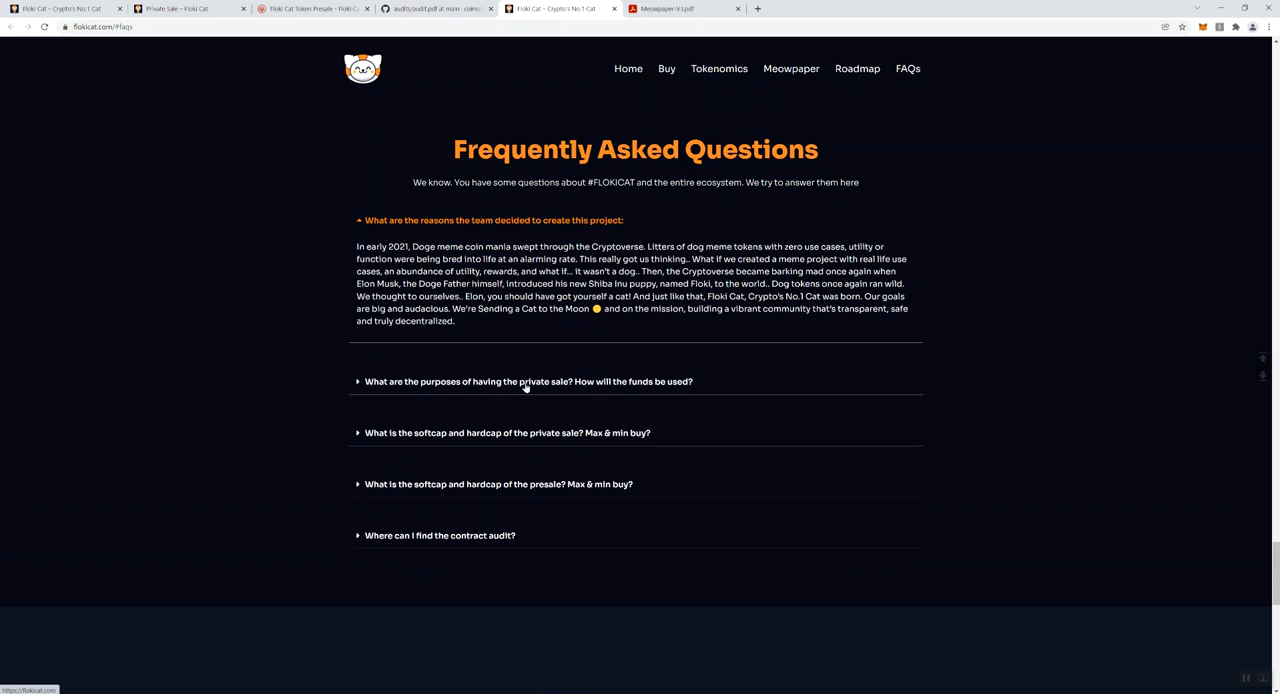 Floki Cat – Crypto's No.1 Cat
Private Sale – Floki Cat
Floki Cat Token Presale – Floki Ca
audits/audit.pdf at main · coinsc
Floki Cat – Crypto's No.1 Cat
Meowpaper-V.I.pdf
flokicat.com/#faqs
Home
Buy
Tokenomics
Meowpaper
Roadmap
FAQs
Frequently Asked Questions
We know. You have some questions about #FLOKICAT and the entire ecosystem. We try to answer them here
What are the reasons the team decided to create this project:
In early 2021, Doge meme coin mania swept through the Cryptoverse. Litters of dog meme tokens with zero use cases, utility or
function were being bred into life at an alarming rate. This really got us thinking.. What if we created a meme project with real life use
cases, an abundance of utility, rewards, and what if... it wasn't a dog.. Then, the Cryptoverse became barking mad once again when
Elon Musk, the Doge Father himself, introduced his new Shiba Inu puppy, named Floki, to the world.. Dog tokens once again ran wild.
We thought to ourselves.. Elon, you should have got yourself a cat! And just like that, Floki Cat, Crypto's No.1 Cat was born. Our goals
are big and audacious. We're Sending a Cat to the Moon 🌕 and on the mission, building a vibrant community that's transparent, safe
and truly decentralized.
What are the purposes of having the private sale? How will the funds be used?
What is the softcap and hardcap of the private sale? Max & min buy?
What is the softcap and hardcap of the presale? Max & min buy?
Where can I find the contract audit?
https://flokicat.com